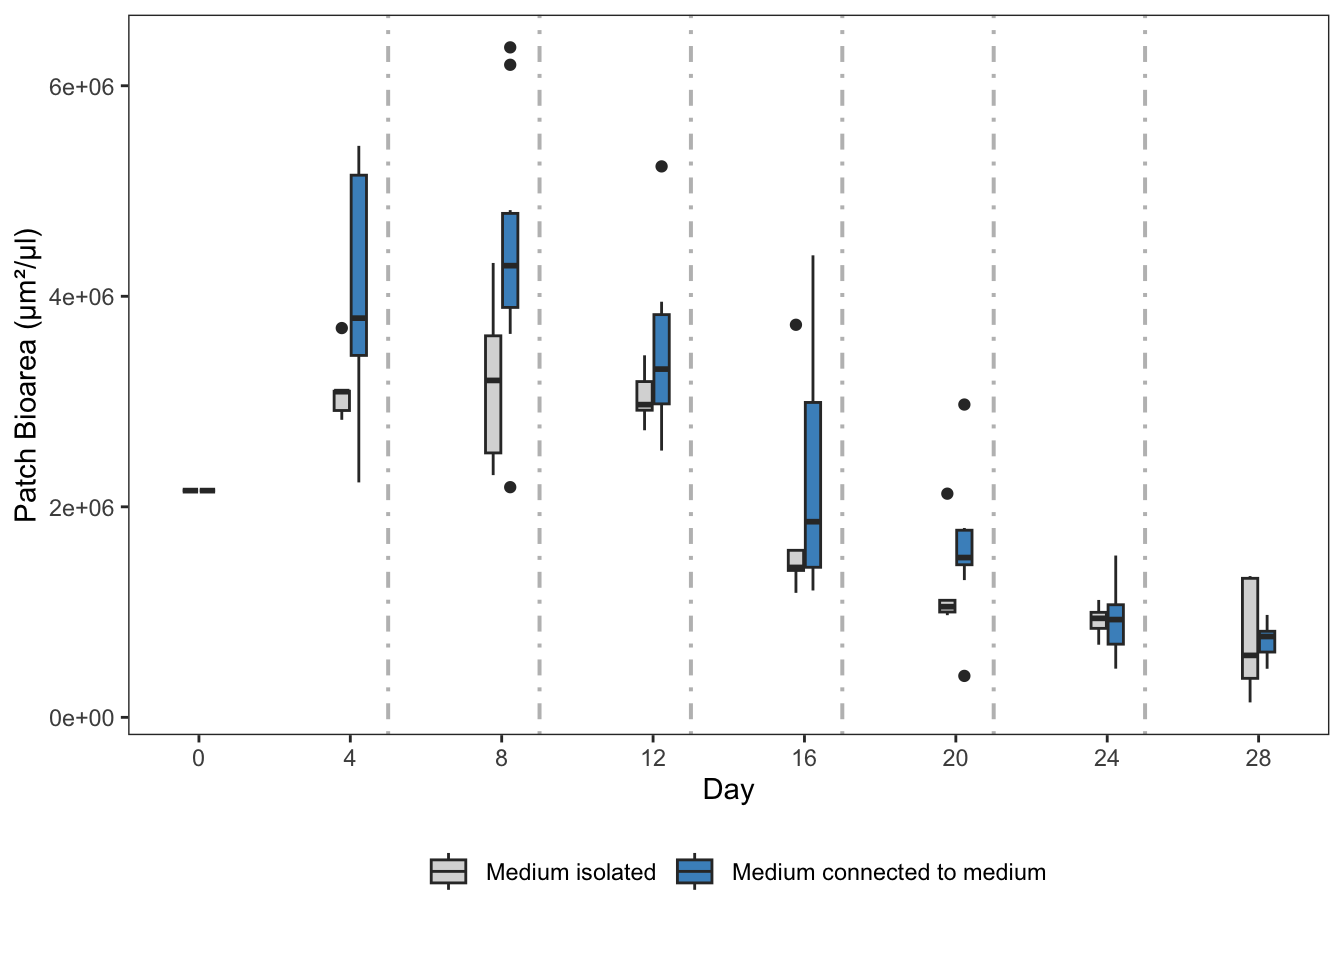 Patch Bioarea (µm²/µl)
6e+06
4e+06
2e+06
0e+00
0 4 8 12 16 20 24 28
Day
Medium isolated Medium connected to medium